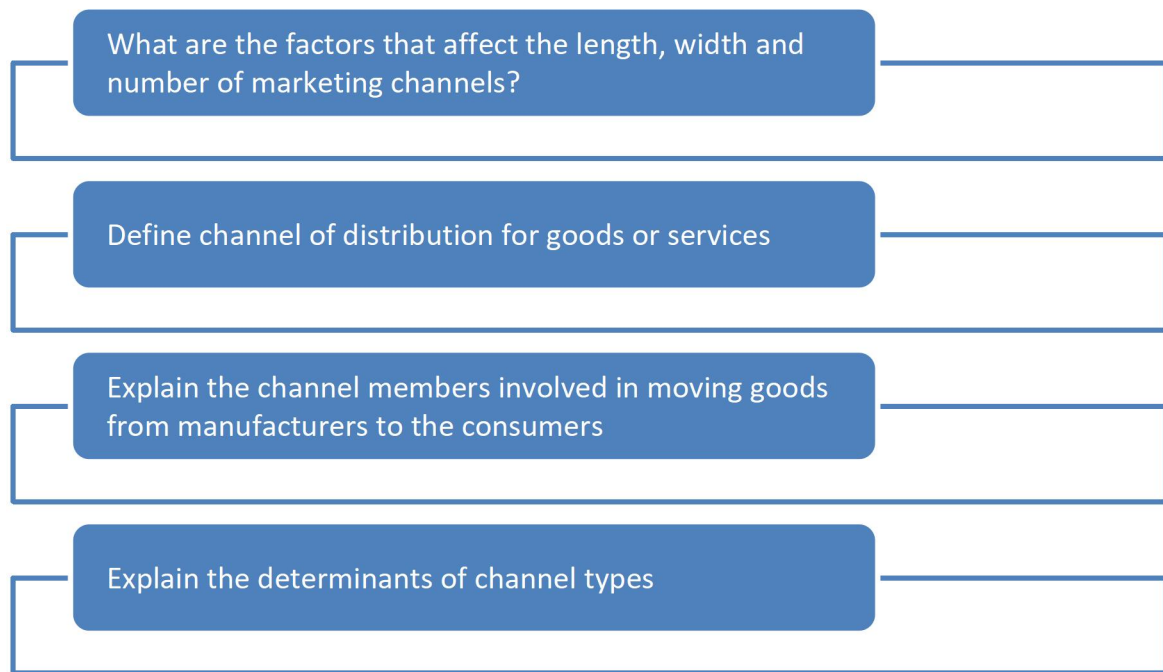 What are the factors that affect the length, width and
number of marketing channels?
Define channel of distribution for goods or services
Explain the channel members involved in moving goods
from manufacturers to the consumers
Explain the determinants of channel types